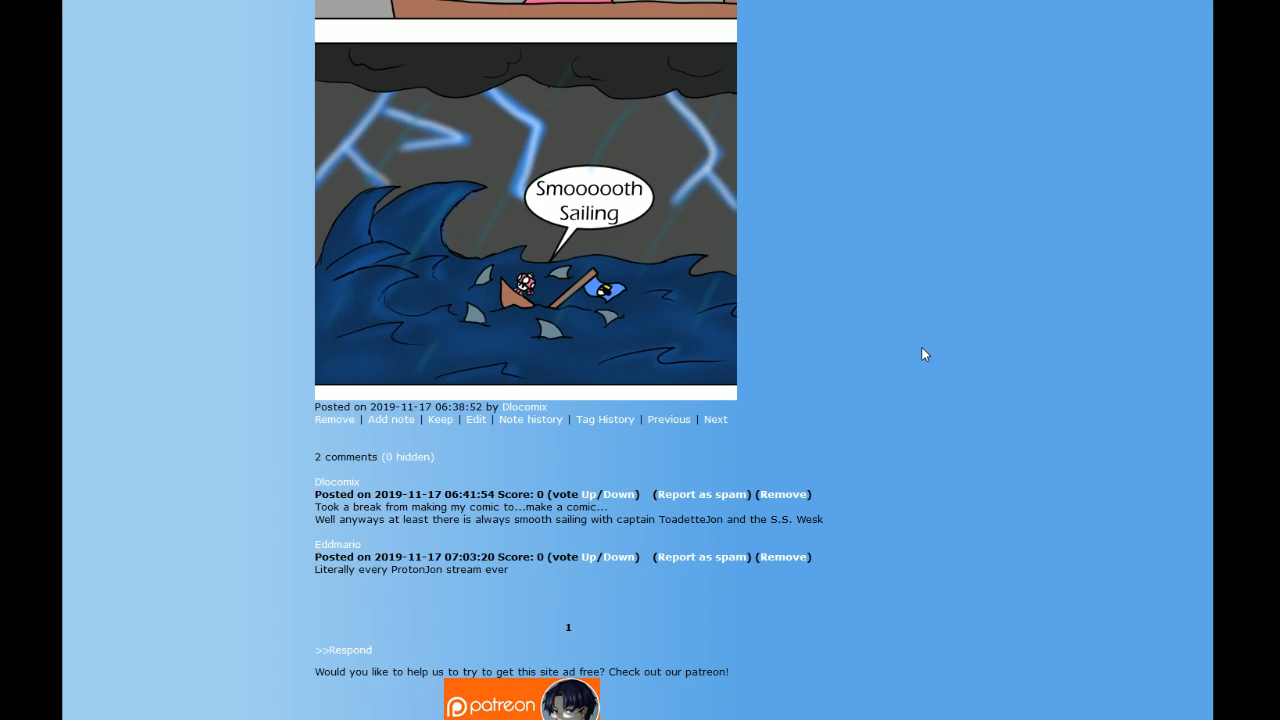 Smoooooth
Sailing
Posted on 2019-11-17 06:38:52 by Dlocomix
Remove | Add note | Keep | Edit | Note history | Tag History | Previous | Next
2 comments (0 hidden)
Dlocomix
Posted on 2019-11-17 06:41:54 Score: 0 (vote Up/Down) (Report as spam) (Remove)
Took a break from making my comic to...make a comic...
Well anyways at least there is always smooth sailing with captain ToadetteJon and the S.S. Wesk
Eddmario
Posted on 2019-11-17 07:03:20 Score: 0 (vote Up/Down) (Report as spam) (Remove)
Literally every ProtonJon stream ever
1
>>Respond
Would you like to help us to try to get this site ad free? Check out our patreon!
patreon